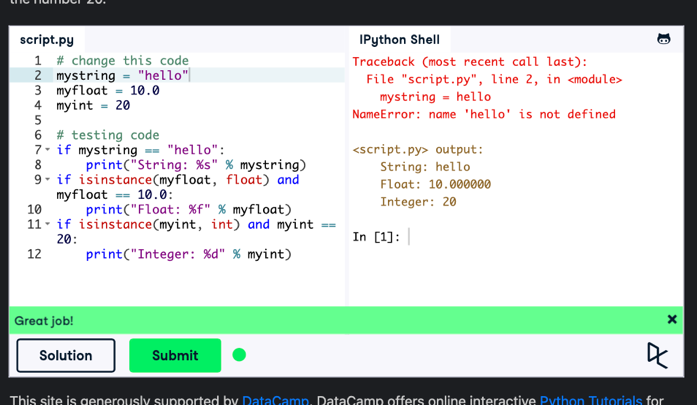 the number 20.
script.py
IPython Shell
1 # change this code
2 mystring = "hello"
3 myfloat = 10.0
4 myint = 20
5
6 # testing code
7 if mystring == "hello":
8     print("String: %s" % mystring)
9 if isinstance(myfloat, float) and
myfloat == 10.0:
10     print("Float: %f" % myfloat)
11 if isinstance(myint, int) and myint ==
20:
12     print("Integer: %d" % myint)
Traceback (most recent call last):
  File "script.py", line 2, in <module>
    mystring = hello
NameError: name 'hello' is not defined
<script.py> output:
    String: hello
    Float: 10.000000
    Integer: 20
In [1]:
Great job!
Solution
Submit
This site is generously supported by DataCamp. DataCamp offers online interactive Python Tutorials for